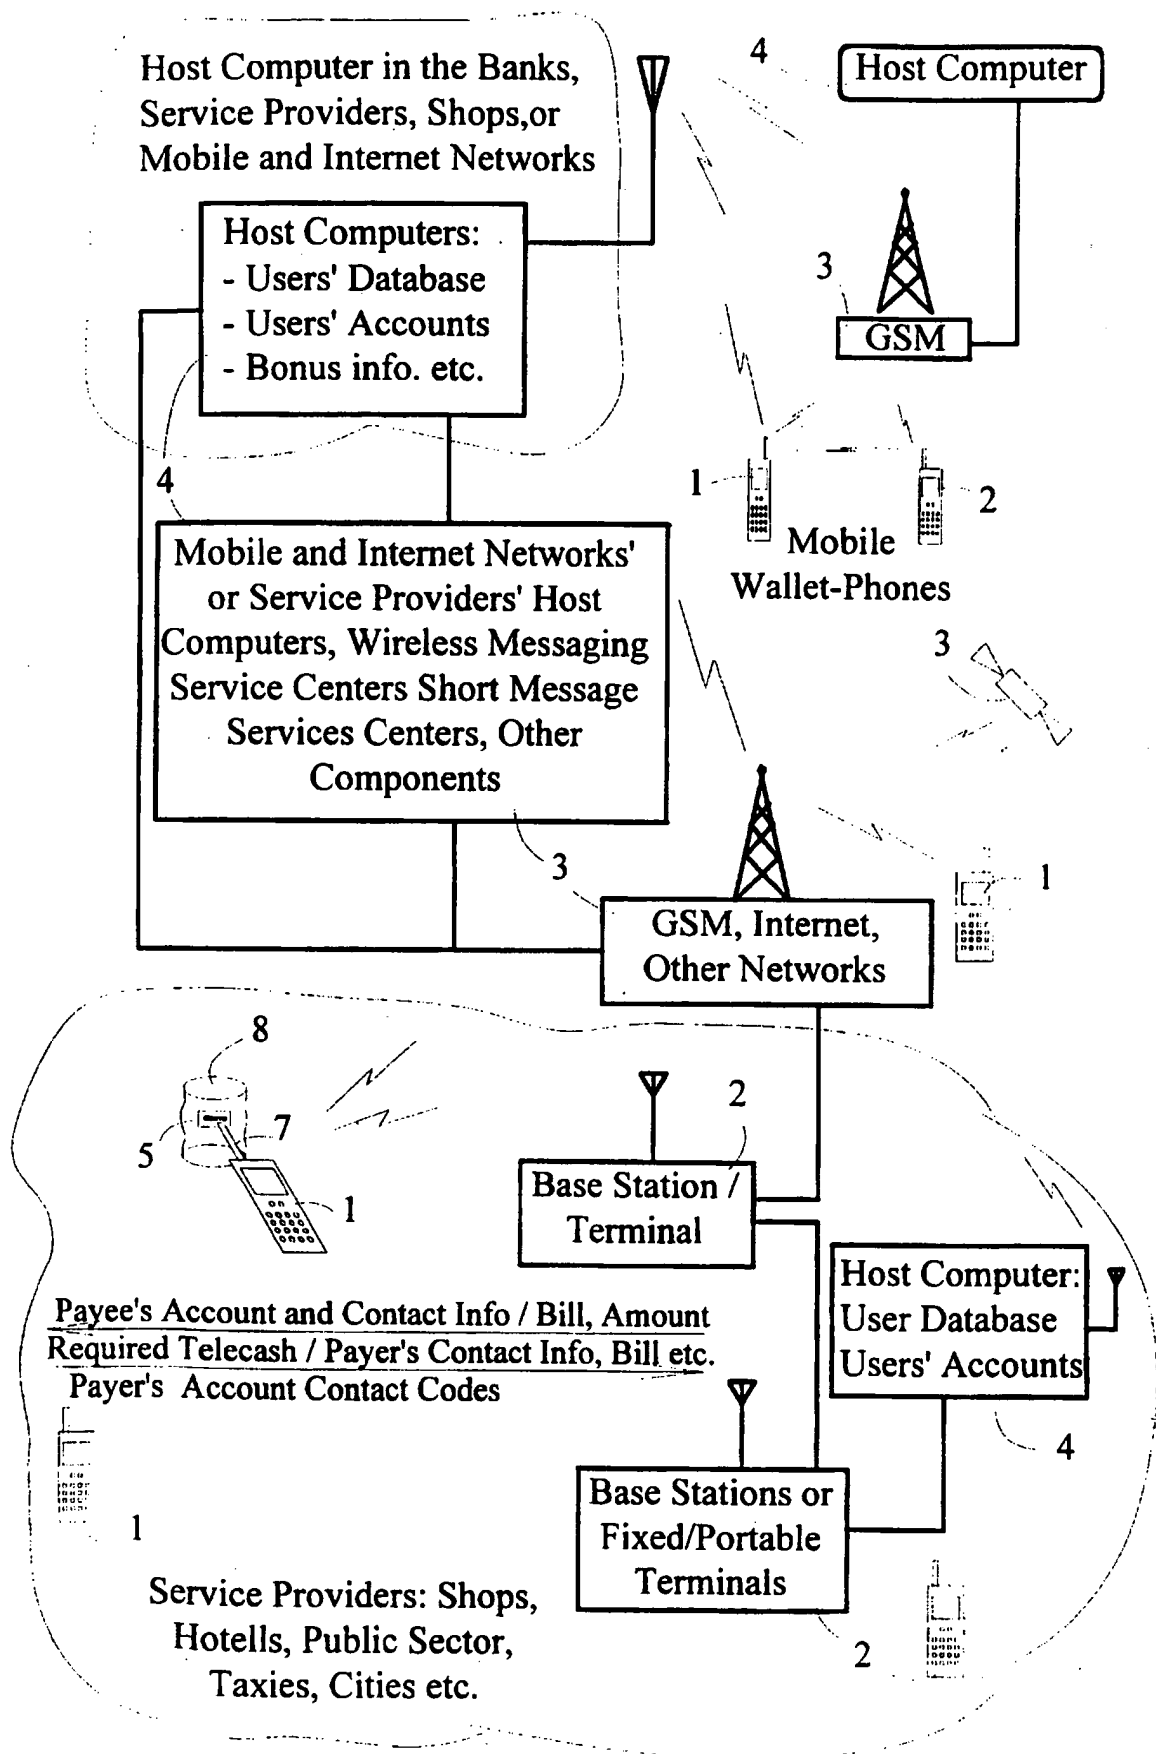 4
Host Computer
Host Computer in the Banks,
Service Providers, Shops,or
Mobile and Internet Networks
Host Computers:
- Users' Database
- Users' Accounts
- Bonus info. etc.
3
GSM
4
1
2
Mobile
Wallet-Phones
Mobile and Internet Networks'
or Service Providers' Host
Computers, Wireless Messaging
Service Centers Short Message
Services Centers, Other
Components
3
3
1
GSM, Internet,
Other Networks
8
5
7
1
2
Base Station /
Terminal
Host Computer:
User Database
Users' Accounts
4
Payee's Account and Contact Info / Bill, Amount
Required Telecash / Payer's Contact Info, Bill etc.
Payer's Account Contact Codes
1
Base Stations or
Fixed/Portable
Terminals
2
Service Providers: Shops,
Hotells, Public Sector,
Taxies, Cities etc.